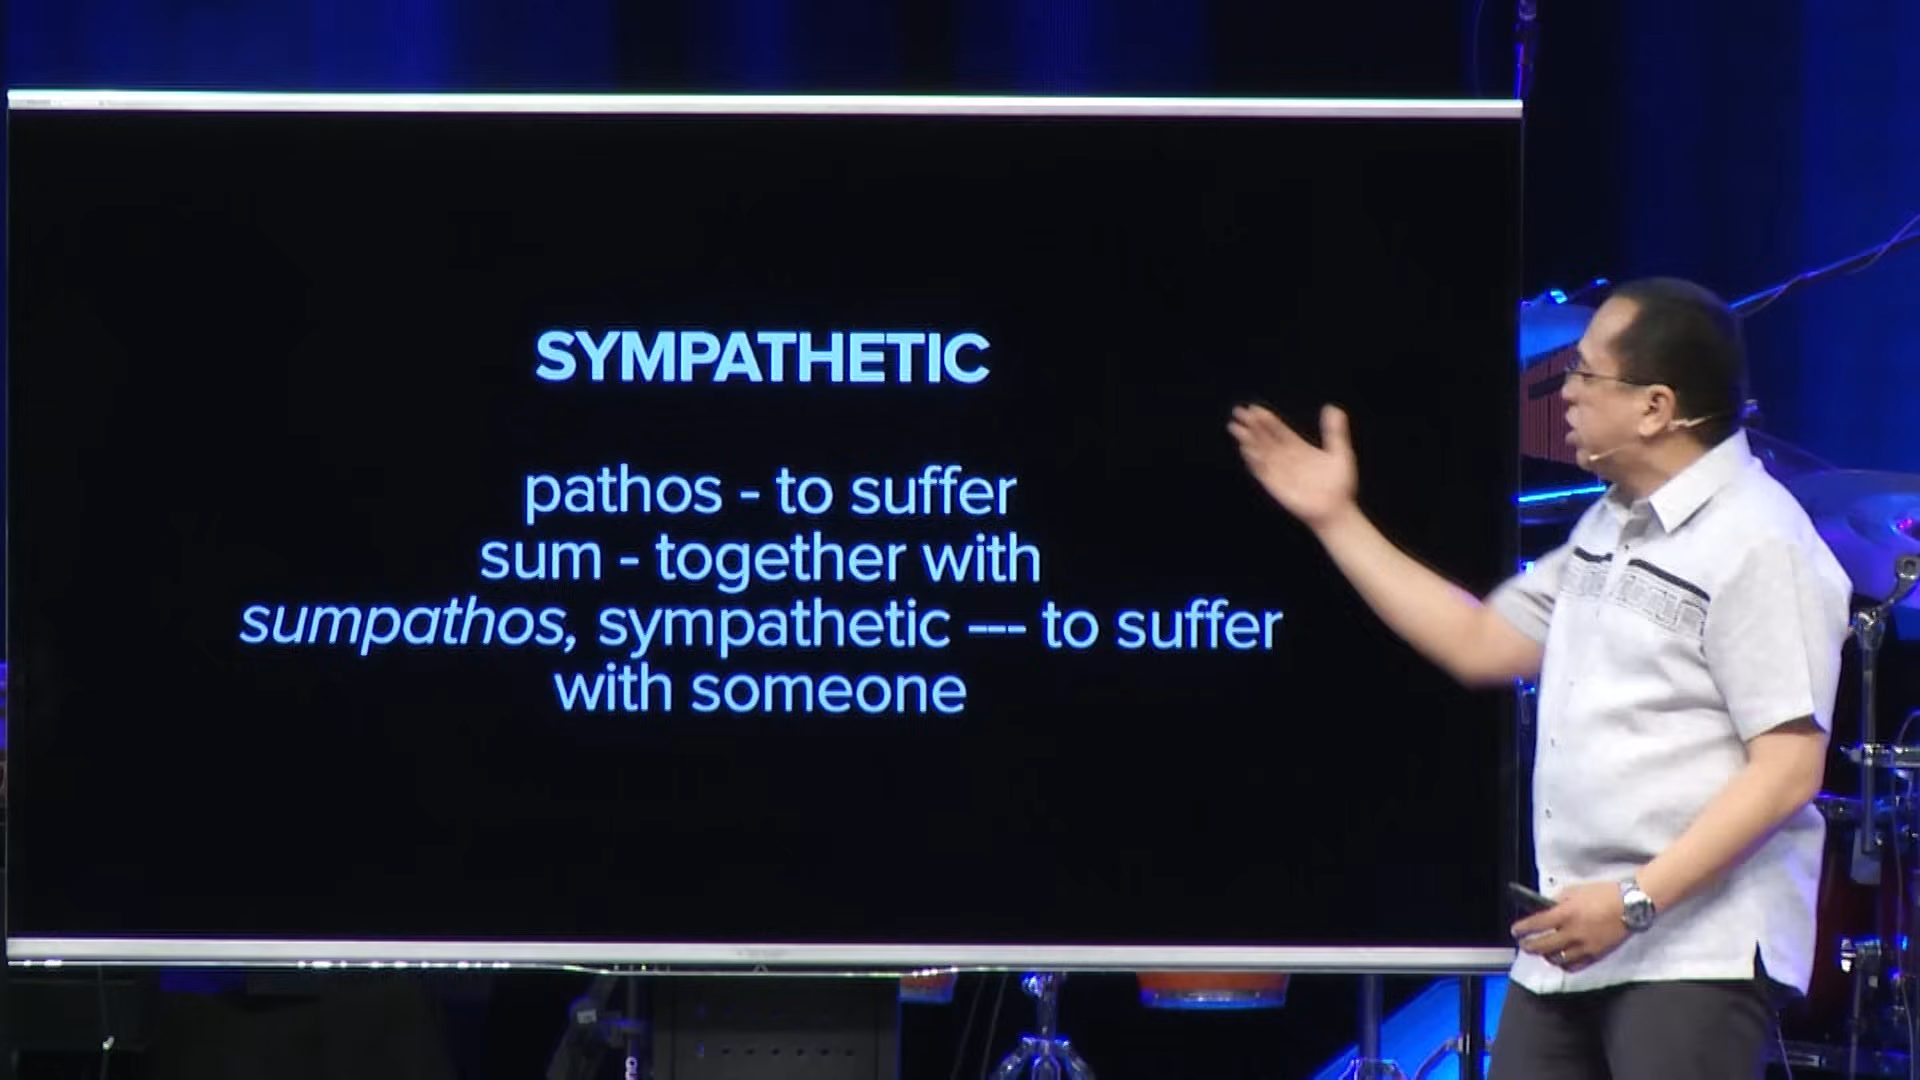 SYMPATHETIC
pathos - to suffer
sum - together with
sumpathos, sympathetic --- to suffer
with someone